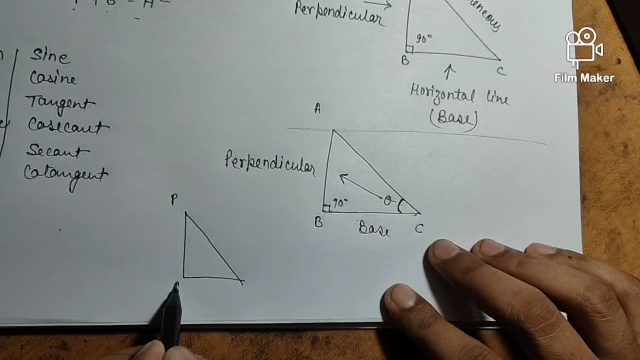 Perpendicular
90°
B
C
Horizontal line
(Base)
Sine
Cosine
Tangent
Cosecant
Secant
Cotangent
A
Perpendicular
90°
θ
B
Base
C
P
Film Maker